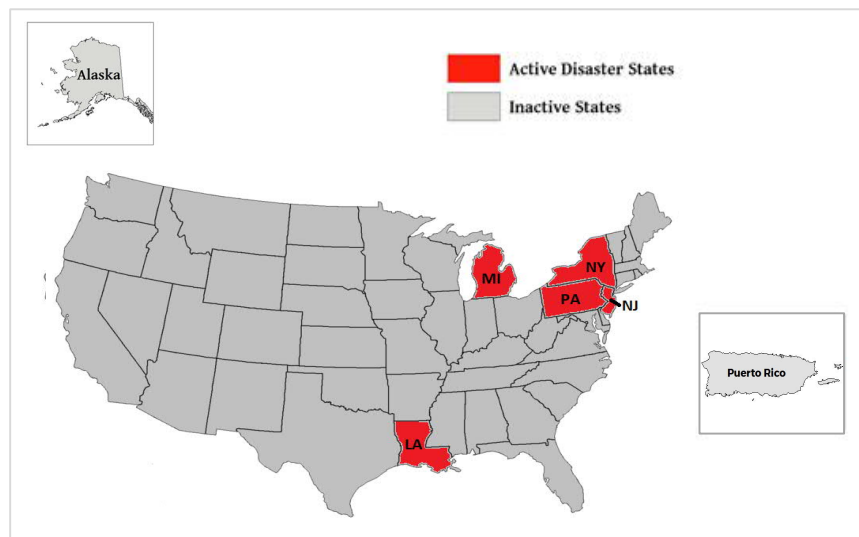 Alaska
Active Disaster States
Inactive States
MI
NY
PA
NJ
Puerto Rico
LA